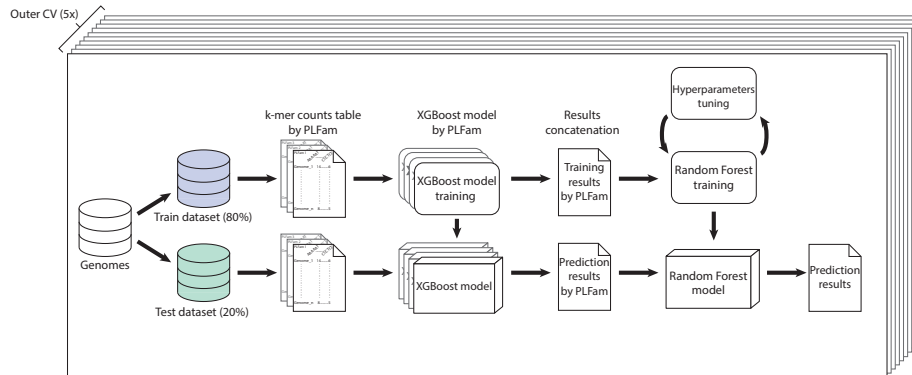 Outer CV (5x)
Hyperparameters
tuning
k-mer counts table
by PLFam
XGBoost model
by PLFam
Results
concatenation
XGBoost model
training
Training
results
by PLFam
Random Forest
training
Train dataset (80%)
Genomes
XGBoost model
Prediction
results
by PLFam
Random Forest
model
Prediction
results
Test dataset (20%)